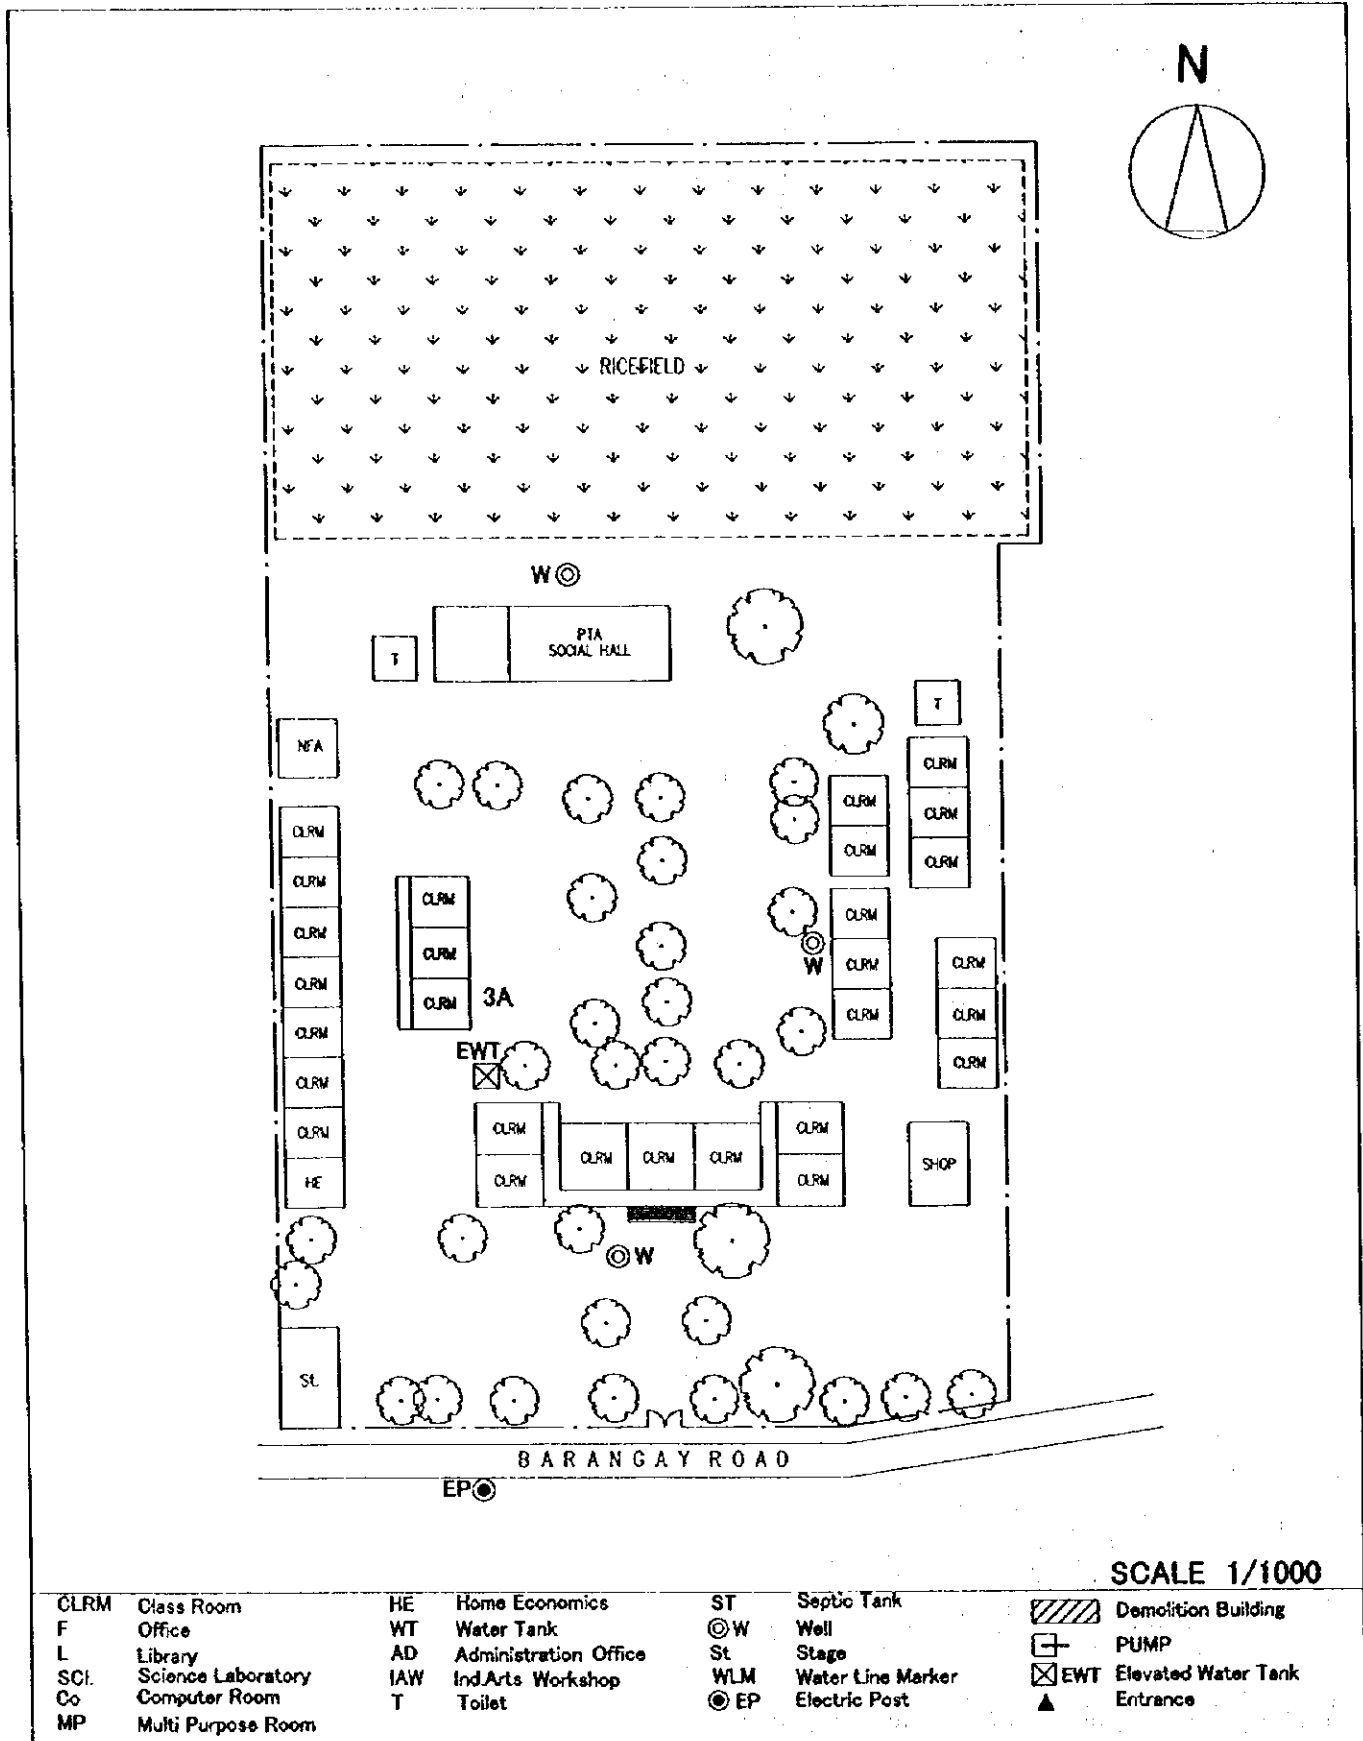 N
RICEFIELD
W
PTA
SOCIAL HALL
T
T
NFA
CLRM
CLRM
CLRM
CLRM
CLRM
CLRM
CLRM
CLRM
CLRM
CLRM
CLRM
CLRM
CLRM
CLRM
W
CLRM
CLRM
CLRM
CLRM
CLRM
CLRM
3A
CLRM
CLRM
EWT
CLRM
CLRM
CLRM
CLRM
CLRM
CLRM
CLRM
CLRM
HE
SHOP
W
St.
BARANGAY ROAD
EP
SCALE 1/1000
CLRM Class Room
F Office
L Library
SCI. Science Laboratory
Co Computer Room
MP Multi Purpose Room
HE Home Economics
WT Water Tank
AD Administration Office
IAW Ind.Arts Workshop
T Toilet
ST Septic Tank
W Well
St Stage
WLM Water Line Marker
EP Electric Post
Demolition Building
PUMP
EWT Elevated Water Tank
Entrance